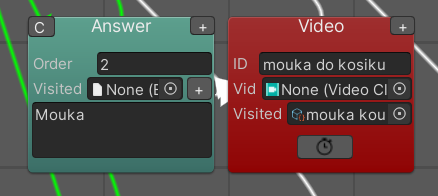 C Answer +
Order 2
Visited None (E +
Mouka
Video +
ID mouka do kosiku
Vid None (Video Cl
Visited mouka kou